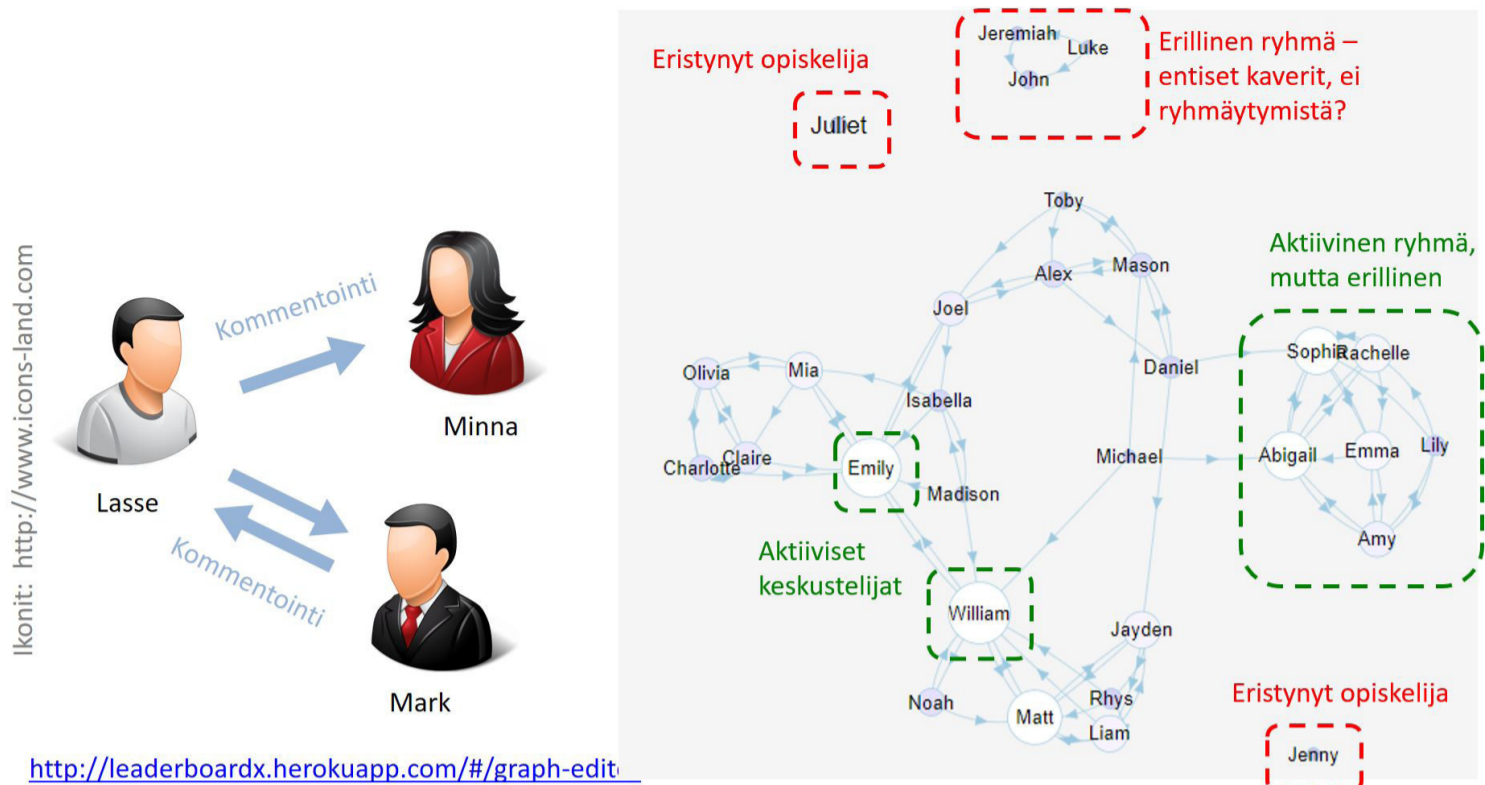 Ikonit: http://www.icons-land.com
Kommentointi
Minna
Lasse
Kommentointi
Mark
http://leaderboardx.herokuapp.com/#/graph-edit
Eristynyt opiskelija
Juliet
Jeremiah
Luke
John
Erillinen ryhmä –
entiset kaverit, ei
ryhmäytymistä?
Toby
Alex
Mason
Joel
Daniel
Olivia
Mia
Isabella
Charlotte
Claire
Emily
Madison
Michael
Aktiivinen ryhmä,
mutta erillinen
Sophia
Rachelle
Abigail
Emma
Lily
Amy
Aktiiviset
keskustelijat
William
Jayden
Noah
Matt
Rhys
Liam
Eristynyt opiskelija
Jenny